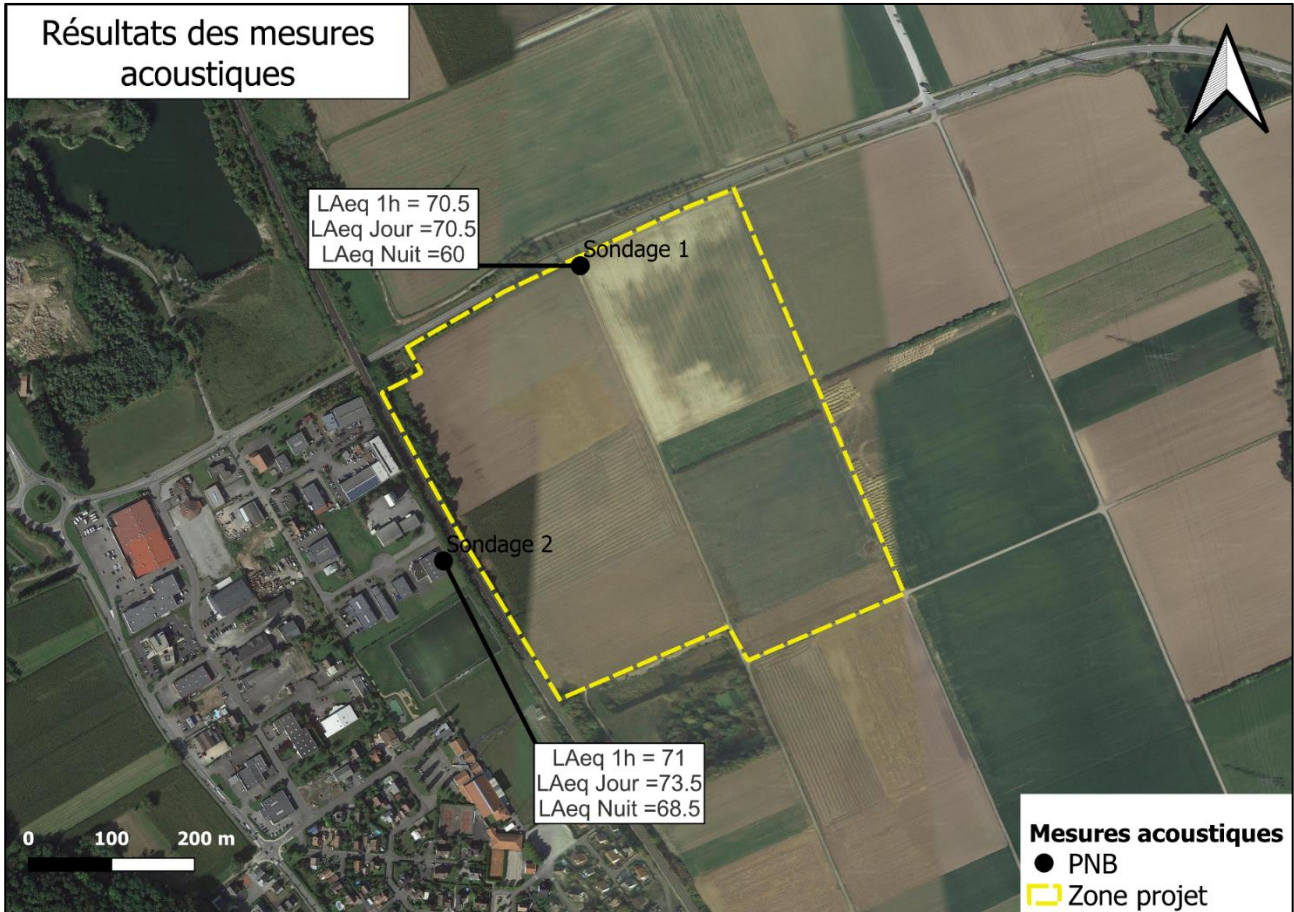 Résultats des mesures
acoustiques
LAeq 1h = 70.5
LAeq Jour =70.5
LAeq Nuit =60
Sondage 1
Sondage 2
LAeq 1h = 71
LAeq Jour =73.5
LAeq Nuit =68.5
0 100 200 m
Mesures acoustiques
PNB
Zone projet